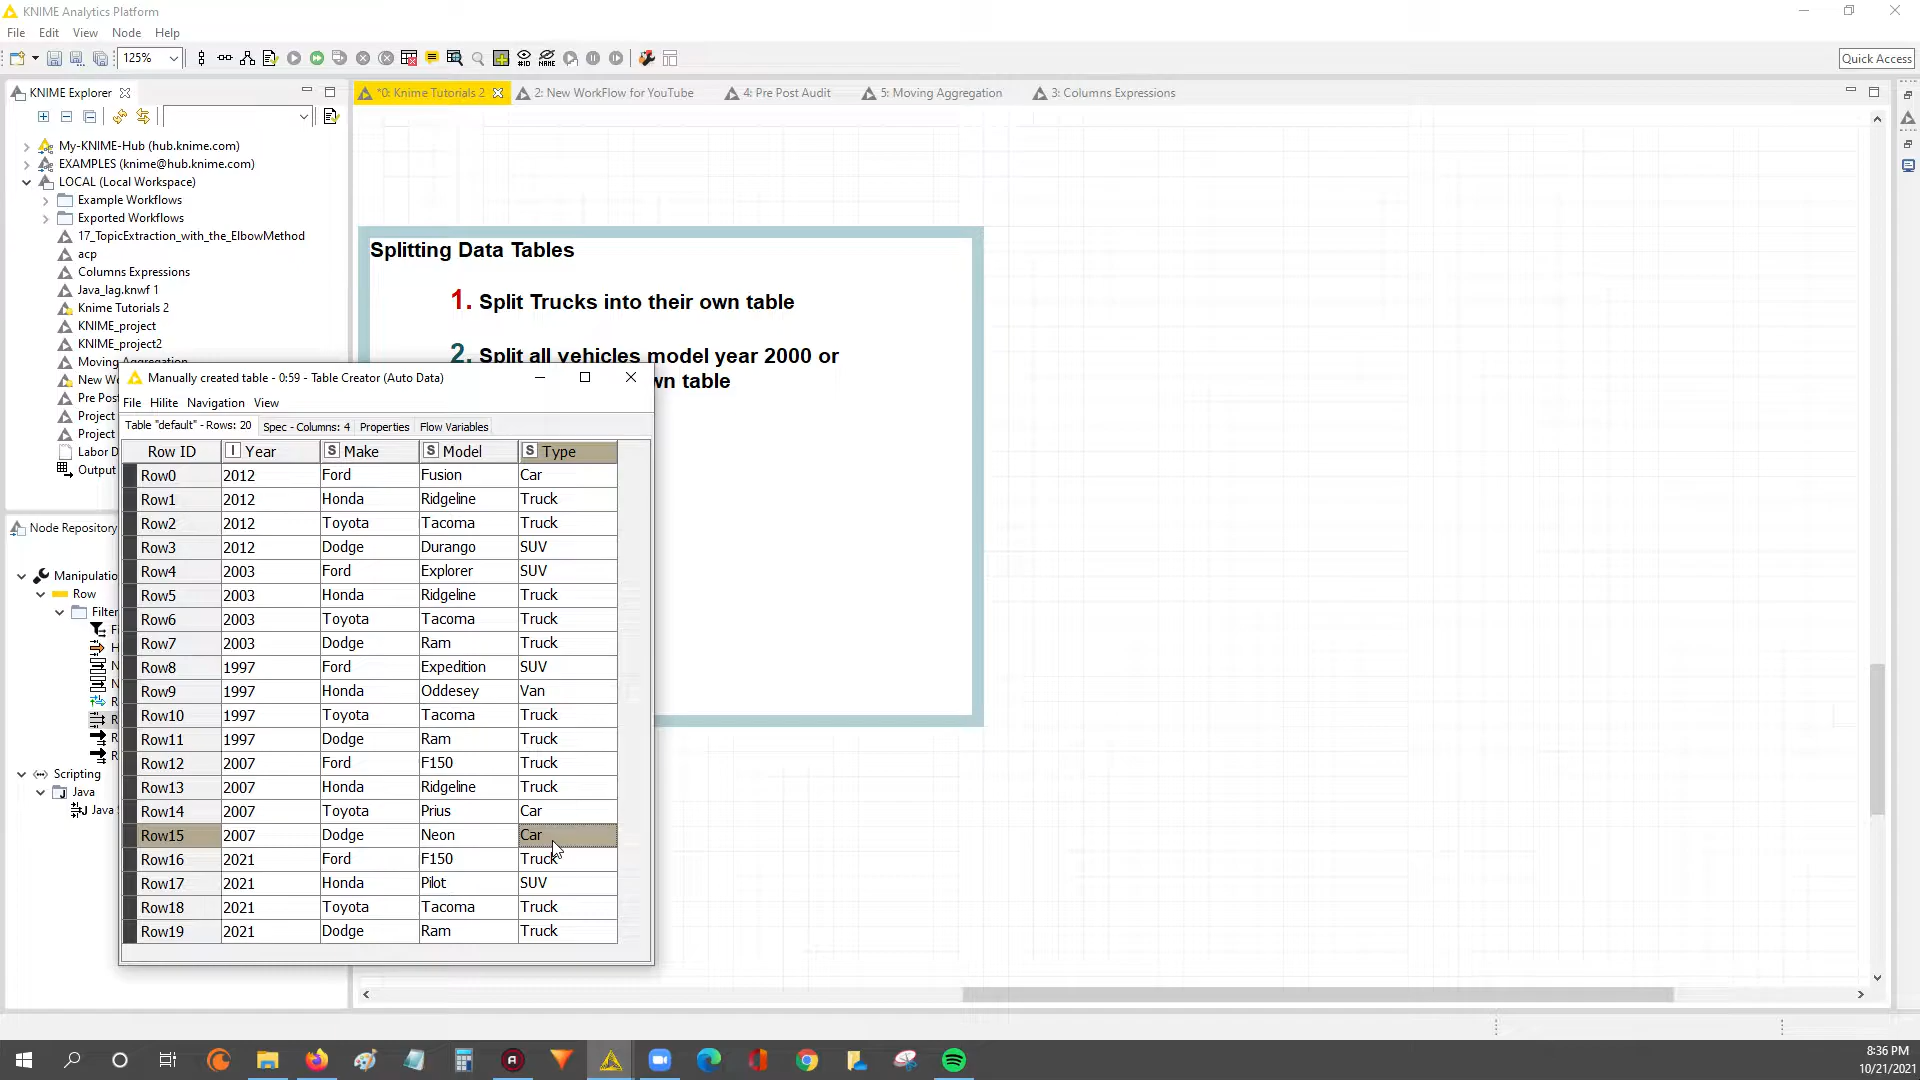 KNIME Analytics Platform
File Edit View Node Help
125%
Quick Access
KNIME Explorer
*0: Knime Tutorials 2
2: New WorkFlow for YouTube
4: Pre Post Audit
5: Moving Aggregation
3: Columns Expressions
My-KNIME-Hub (hub.knime.com)
EXAMPLES (knime@hub.knime.com)
LOCAL (Local Workspace)
Example Workflows
Exported Workflows
17_TopicExtraction_with_the_ElbowMethod
acp
Columns Expressions
Java_lag.knwf 1
Knime Tutorials 2
KNIME_project
KNIME_project2
Moving Aggregation
New Wo
Pre Post
Project
Project
Labor D
Output
Node Repository
Manipulatio
Row
Filter
Scripting
Java
Java
Splitting Data Tables
1. Split Trucks into their own table
2. Split all vehicles model year 2000 or
wn table
Manually created table - 0:59 - Table Creator (Auto Data)
File Hilite Navigation View
Table "default" - Rows: 20 Spec - Columns: 4 Properties Flow Variables
Row ID I Year S Make S Model S Type
Row0 2012 Ford Fusion Car
Row1 2012 Honda Ridgeline Truck
Row2 2012 Toyota Tacoma Truck
Row3 2012 Dodge Durango SUV
Row4 2003 Ford Explorer SUV
Row5 2003 Honda Ridgeline Truck
Row6 2003 Toyota Tacoma Truck
Row7 2003 Dodge Ram Truck
Row8 1997 Ford Expedition SUV
Row9 1997 Honda Oddesey Van
Row10 1997 Toyota Tacoma Truck
Row11 1997 Dodge Ram Truck
Row12 2007 Ford F150 Truck
Row13 2007 Honda Ridgeline Truck
Row14 2007 Toyota Prius Car
Row15 2007 Dodge Neon Car
Row16 2021 Ford F150 Truck
Row17 2021 Honda Pilot SUV
Row18 2021 Toyota Tacoma Truck
Row19 2021 Dodge Ram Truck
8:36 PM
10/21/2021